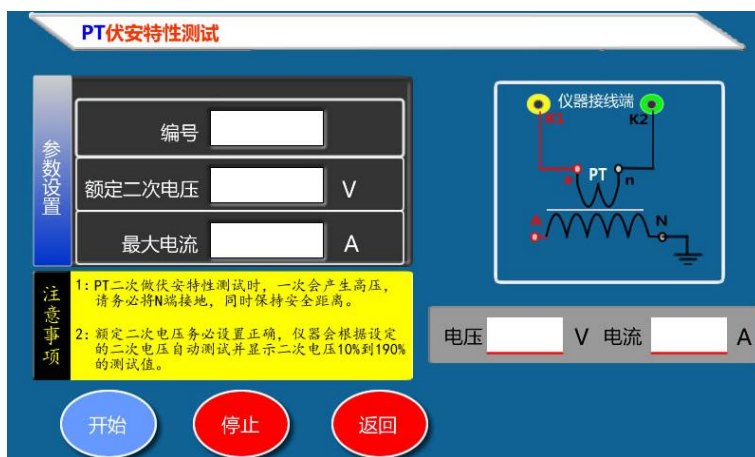 PT伏安特性测试
参数设置
编号
额定二次电压 V
最大电流 A
注意事项
1: PT二次做伏安特性测试时，一次会产生高压，
请务必将N端接地，同时保持安全距离。
2: 额定二次电压务必设置正确，仪器会根据设定
的二次电压自动测试并显示二次电压10%到190%
的测试值。
仪器接线端
K1 K2
a PT n
A N
电压 V 电流 A
开始 停止 返回